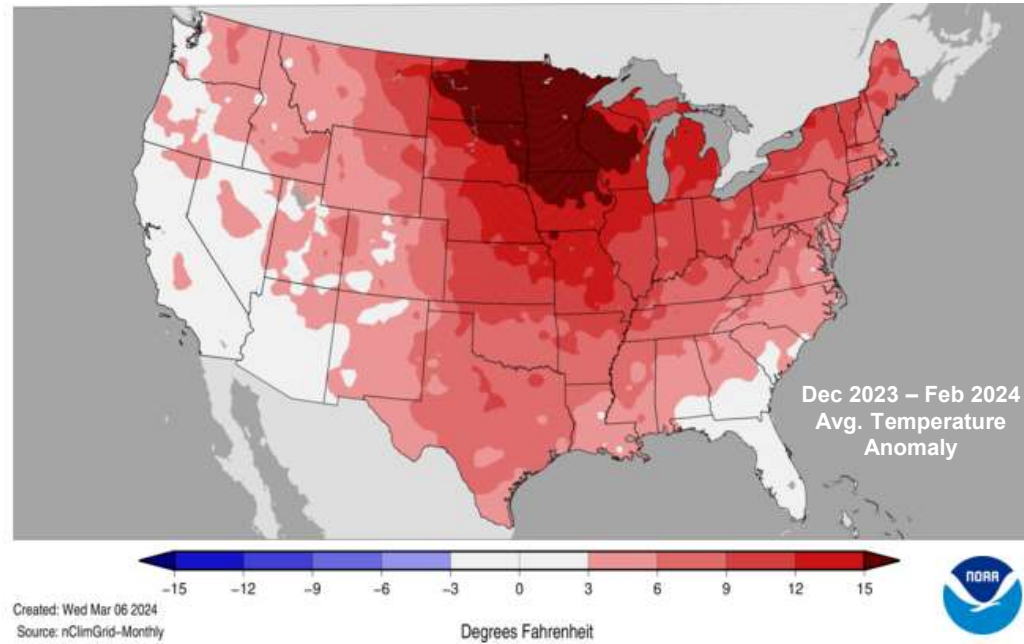 Dec 2023 – Feb 2024
Avg. Temperature
Anomaly
−15 −12 −9 −6 −3 0 3 6 9 12 15
Created: Wed Mar 06 2024
Source: nClimGrid–Monthly
Degrees Fahrenheit
NOAA